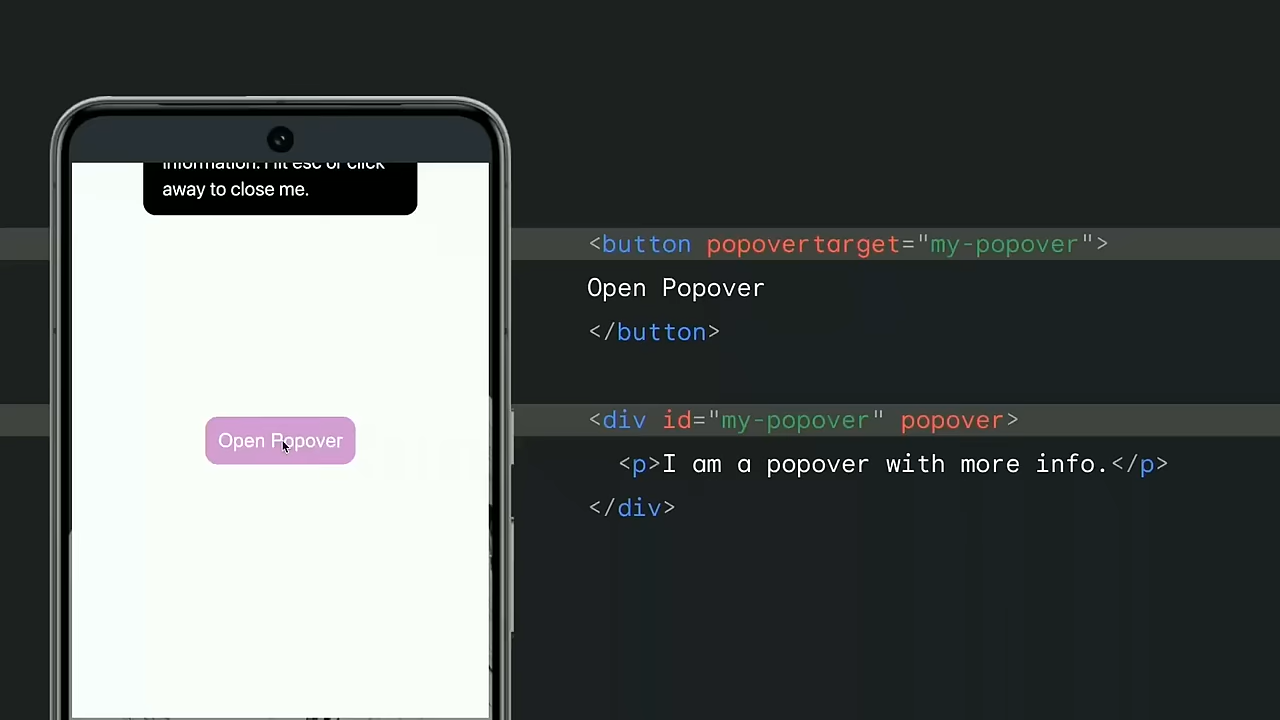 away to close me.
Open Popover
<button popovertarget="my-popover">
Open Popover
</button>
<div id="my-popover" popover>
<p>I am a popover with more info.</p>
</div>